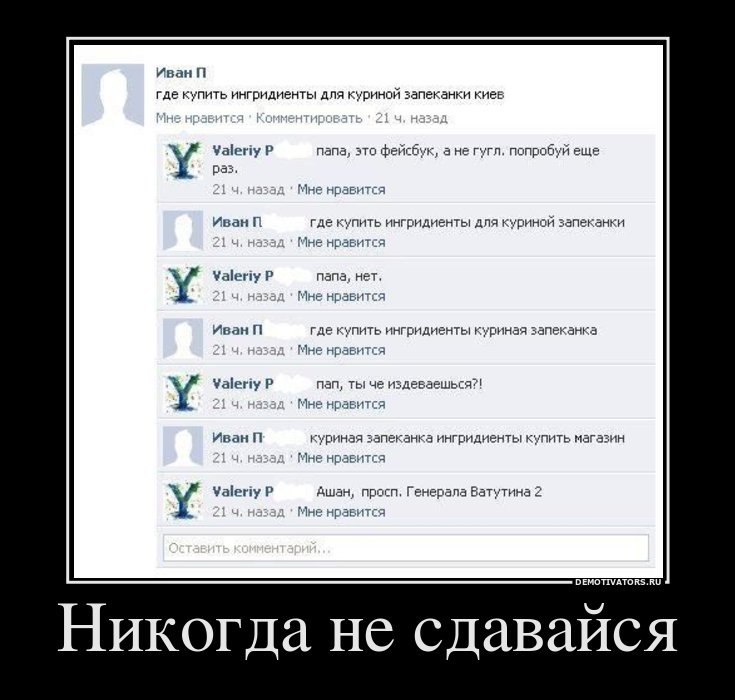 Иван П
где купить ингридиенты для куриной запеканки киев
Мне нравится · Комментировать · 21 ч. назад
Valeriy P папа, это фейсбук, а не гугл. попробуй еще
раз.
21 ч. назад · Мне нравится
Иван П где купить ингридиенты для куриной запеканки
21 ч. назад · Мне нравится
Valeriy P папа, нет.
21 ч. назад · Мне нравится
Иван П где купить ингридиенты куриная запеканка
21 ч. назад · Мне нравится
Valeriy P пап, ты че издеваешься?!
21 ч. назад · Мне нравится
Иван П куриная запеканка ингридиенты купить магазин
21 ч. назад · Мне нравится
Valeriy P Ашан, просп. Генерала Ватутина 2
21 ч. назад · Мне нравится
Оставить комментарий...
DEMOTIVATORS.RU
Никогда не сдавайся